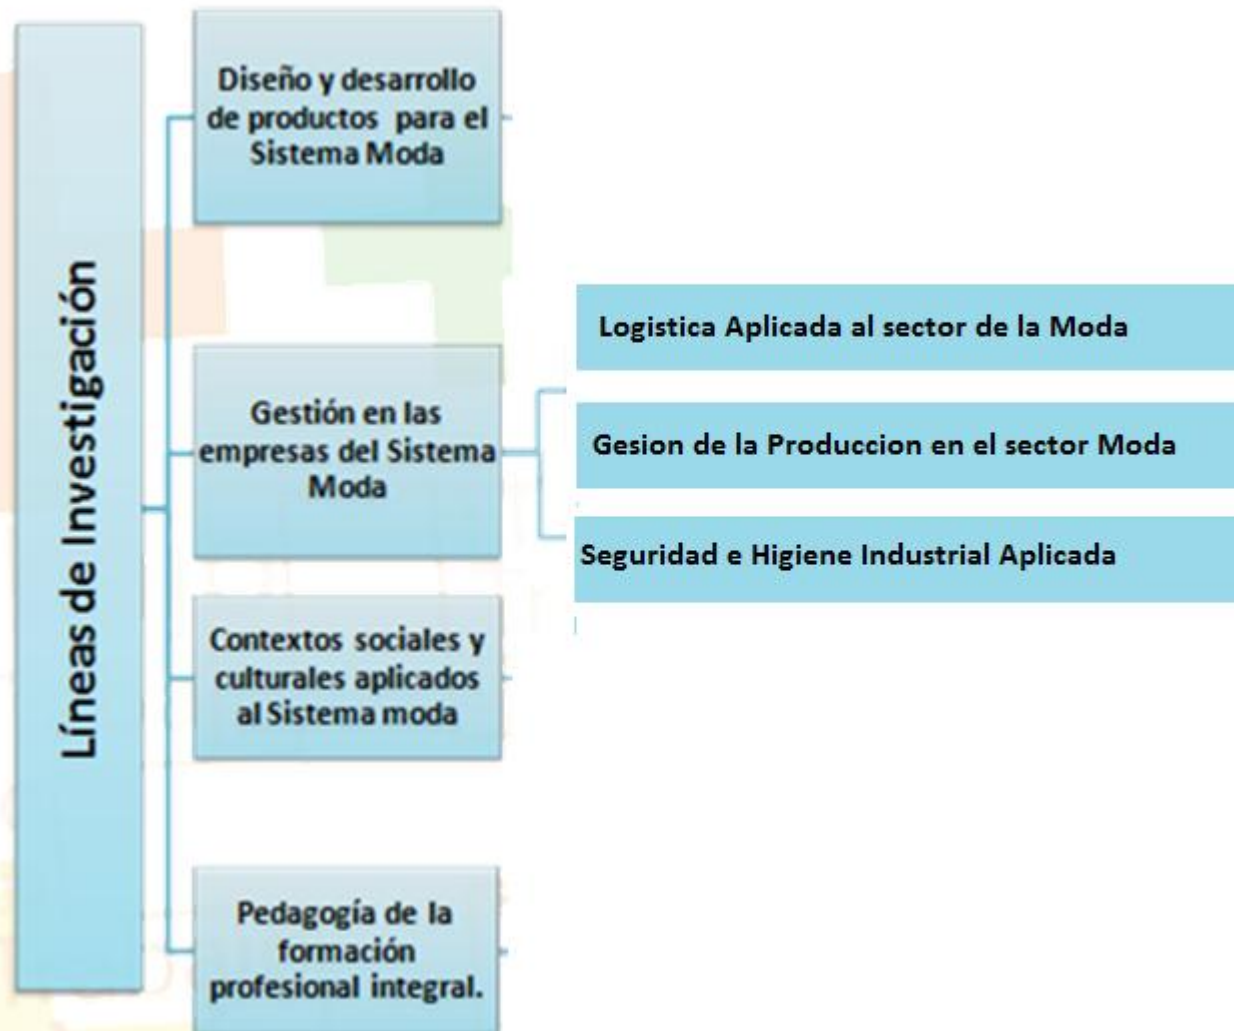 Líneas de Investigación
Diseño y desarrollo
de productos para el
Sistema Moda
Gestión en las
empresas del Sistema
Moda
Logistica Aplicada al sector de la Moda
Gesion de la Produccion en el sector Moda
Seguridad e Higiene Industrial Aplicada
Contextos sociales y
culturales aplicados
al Sistema moda
Pedagogía de la
formación
profesional integral.